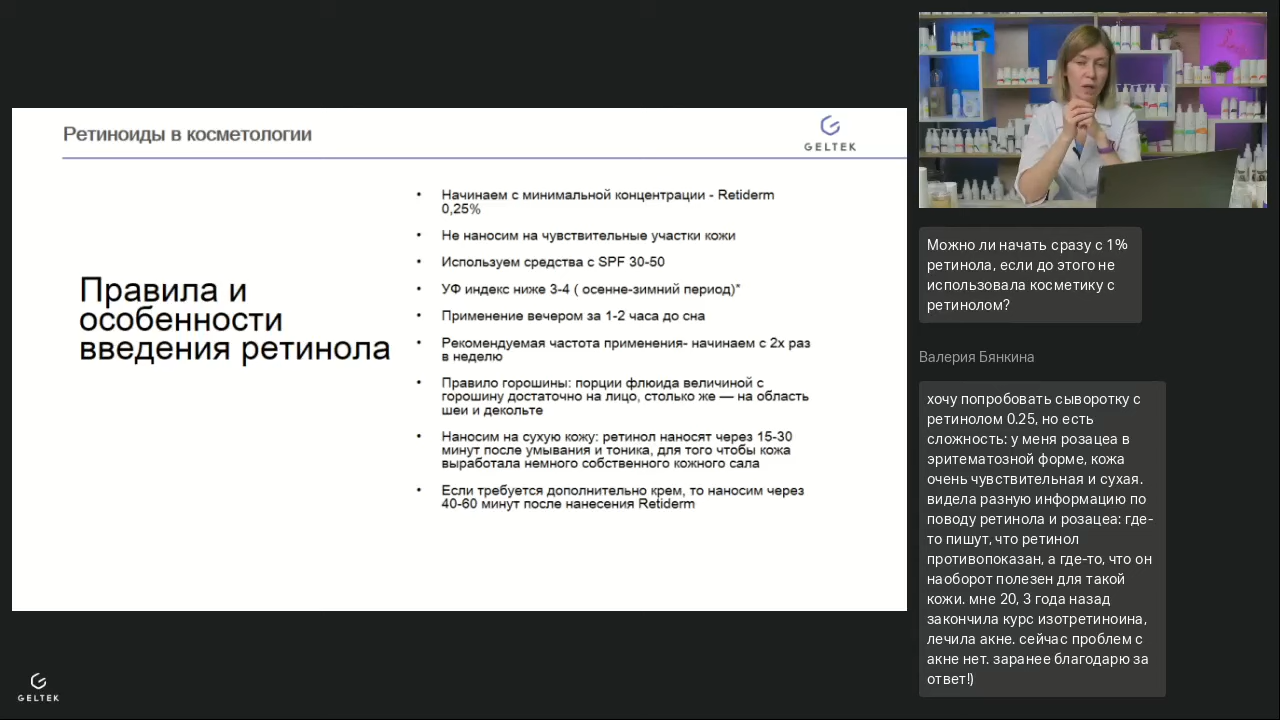 Ретиноиды в косметологии
GELTEK
Правила и
особенности
введения ретинола
• Начинаем с минимальной концентрации - Retiderm
0,25%
• Не наносим на чувствительные участки кожи
• Используем средства с SPF 30-50
• УФ индекс ниже 3-4 ( осенне-зимний период)*
• Применение вечером за 1-2 часа до сна
• Рекомендуемая частота применения- начинаем с 2х раз
в неделю
• Правило горошины: порции флюида величиной с
горошину достаточно на лицо, столько же — на область
шеи и декольте
• Наносим на сухую кожу: ретинол наносят через 15-30
минут после умывания и тоника, для того чтобы кожа
выработала немного собственного кожного сала
• Если требуется дополнительно крем, то наносим через
40-60 минут после нанесения Retiderm
GELTEK
Можно ли начать сразу с 1%
ретинола, если до этого не
использовала косметику с
ретинолом?
Валерия Бянкина
хочу попробовать сыворотку с
ретинолом 0.25, но есть
сложность: у меня розацеа в
эритематозной форме, кожа
очень чувствительная и сухая.
видела разную информацию по
поводу ретинола и розацеа: где-
то пишут, что ретинол
противопоказан, а где-то, что он
наоборот полезен для такой
кожи. мне 20, 3 года назад
закончила курс изотретиноина,
лечила акне. сейчас проблем с
акне нет. заранее благодарю за
ответ!)